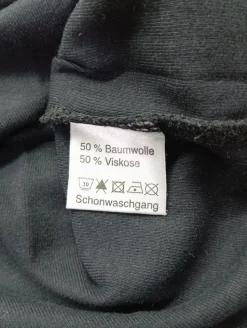 50 % Baumwolle
50 % Viskose
30
Schonwaschgang